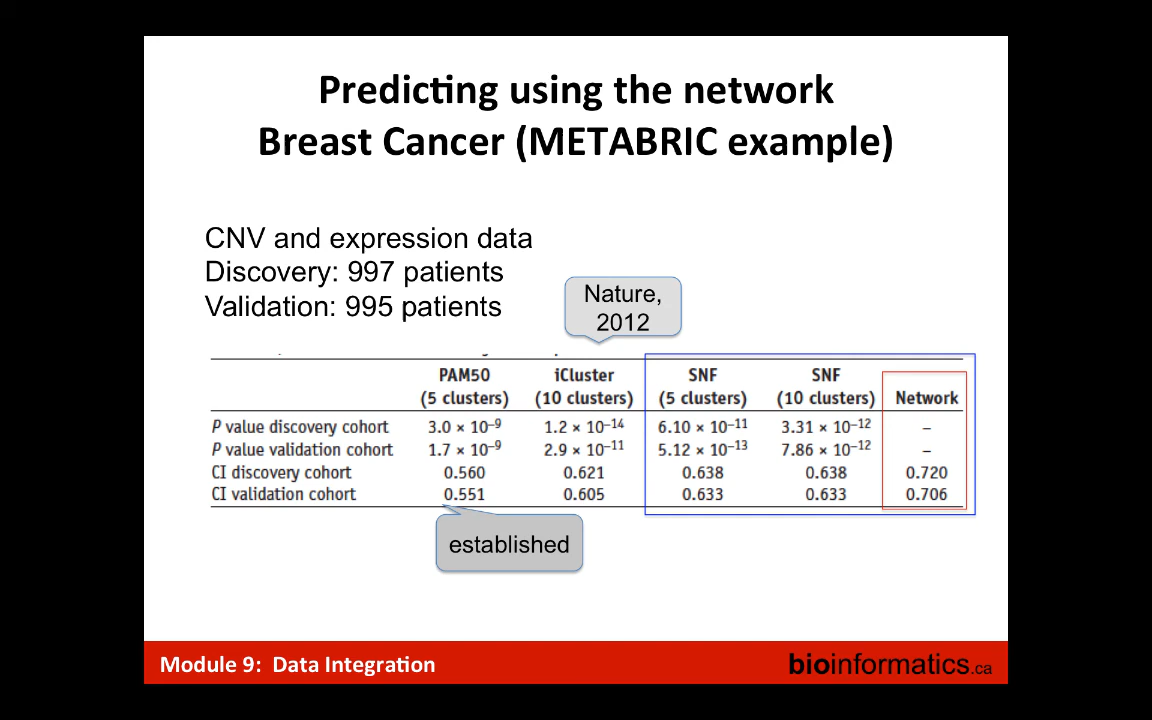 Predicting using the network
Breast Cancer (METABRIC example)
CNV and expression data
Discovery: 997 patients
Validation: 995 patients
Nature,
2012
PAM50 iCluster SNF SNF
(5 clusters) (10 clusters) (5 clusters) (10 clusters) Network
P value discovery cohort 3.0 × 10⁻⁹ 1.2 × 10⁻¹⁴ 6.10 × 10⁻¹¹ 3.31 × 10⁻¹² –
P value validation cohort 1.7 × 10⁻⁹ 2.9 × 10⁻¹¹ 5.12 × 10⁻¹³ 7.86 × 10⁻¹² –
CI discovery cohort 0.560 0.621 0.638 0.638 0.720
CI validation cohort 0.551 0.605 0.633 0.633 0.706
established
Module 9: Data Integration
bioinformatics.ca